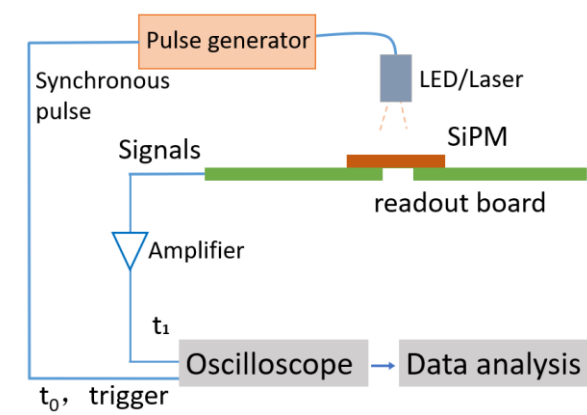 Pulse generator
Synchronous
pulse
LED/Laser
SiPM
Signals
readout board
Amplifier
t₁
Oscilloscope
Data analysis
t₀， trigger